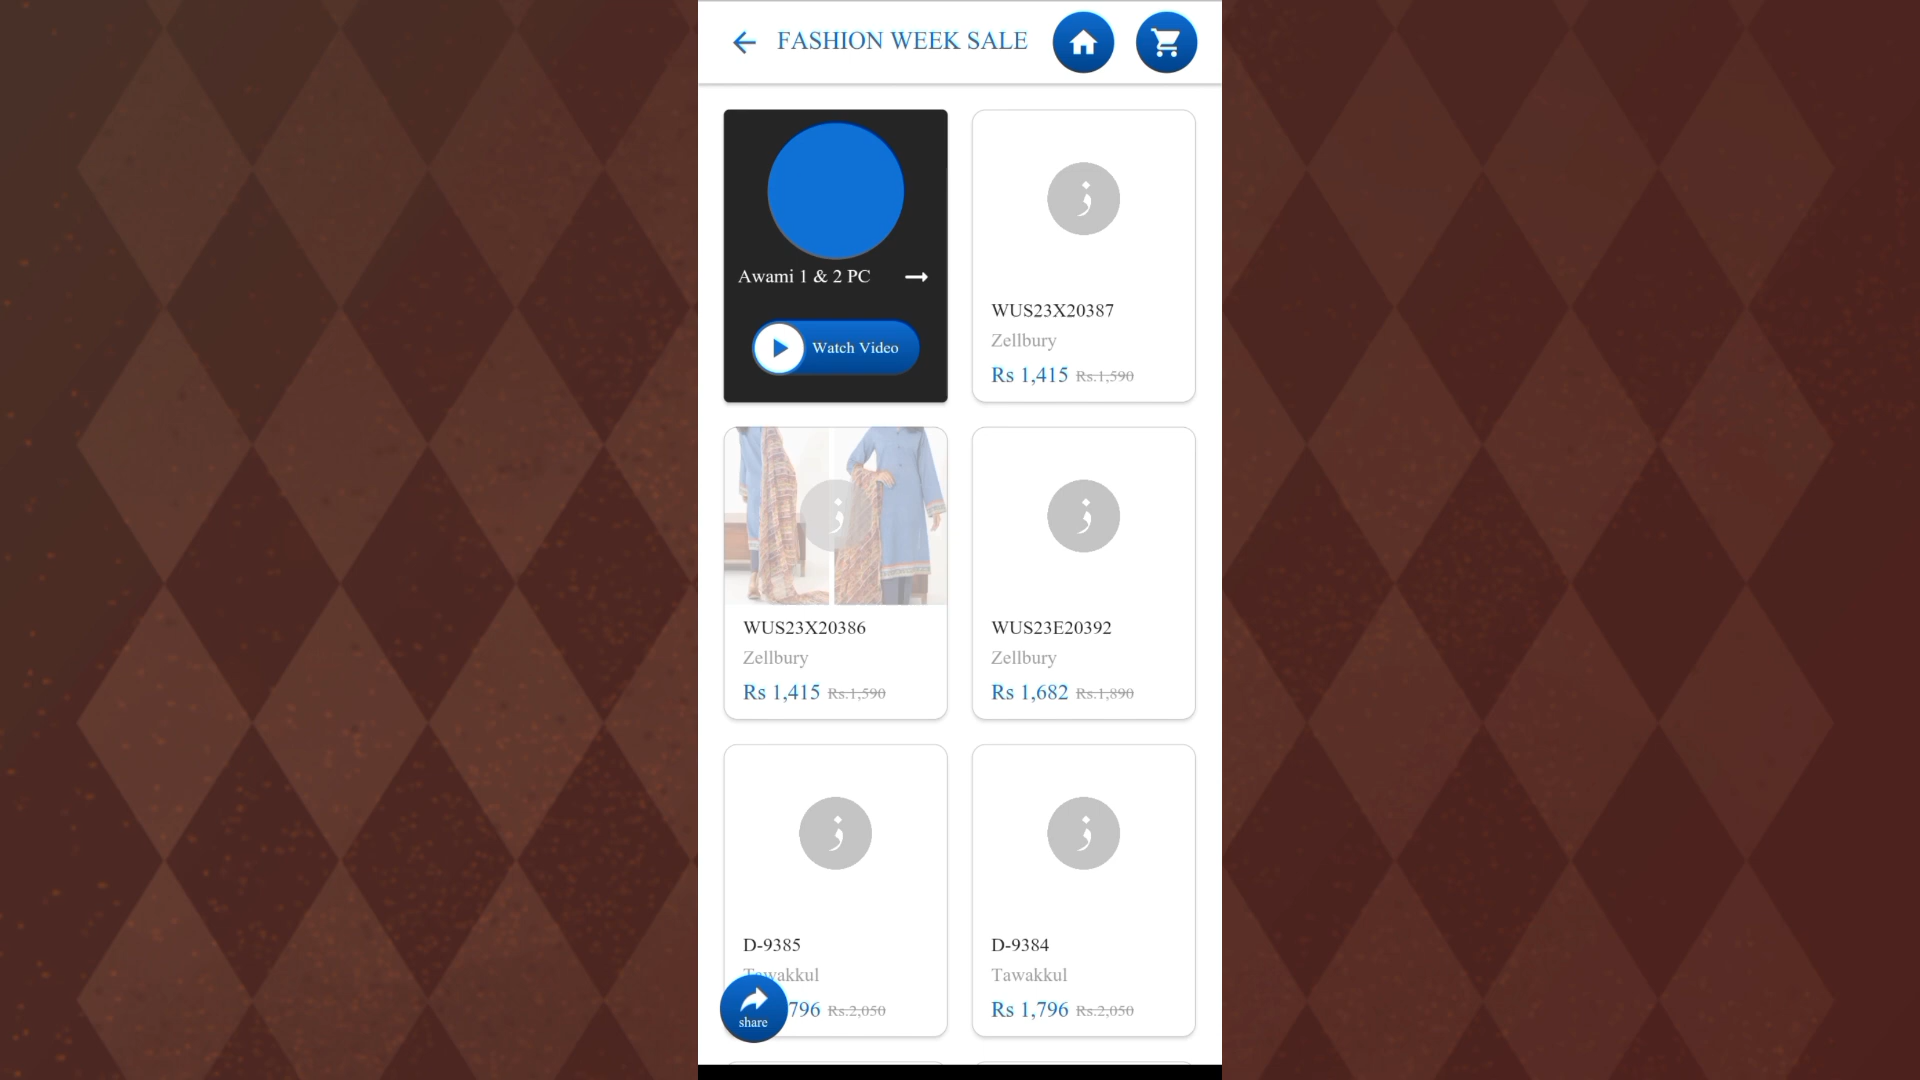 FASHION WEEK SALE
Awami 1 & 2 PC
Watch Video
ز
WUS23X20387
Zellbury
Rs 1,415 Rs.1,590
ز
WUS23X20386
Zellbury
Rs 1,415 Rs.1,590
ز
WUS23E20392
Zellbury
Rs 1,682 Rs.1,890
ز
D-9385
Tawakkul
796 Rs.2,050
share
ز
D-9384
Tawakkul
Rs 1,796 Rs.2,050